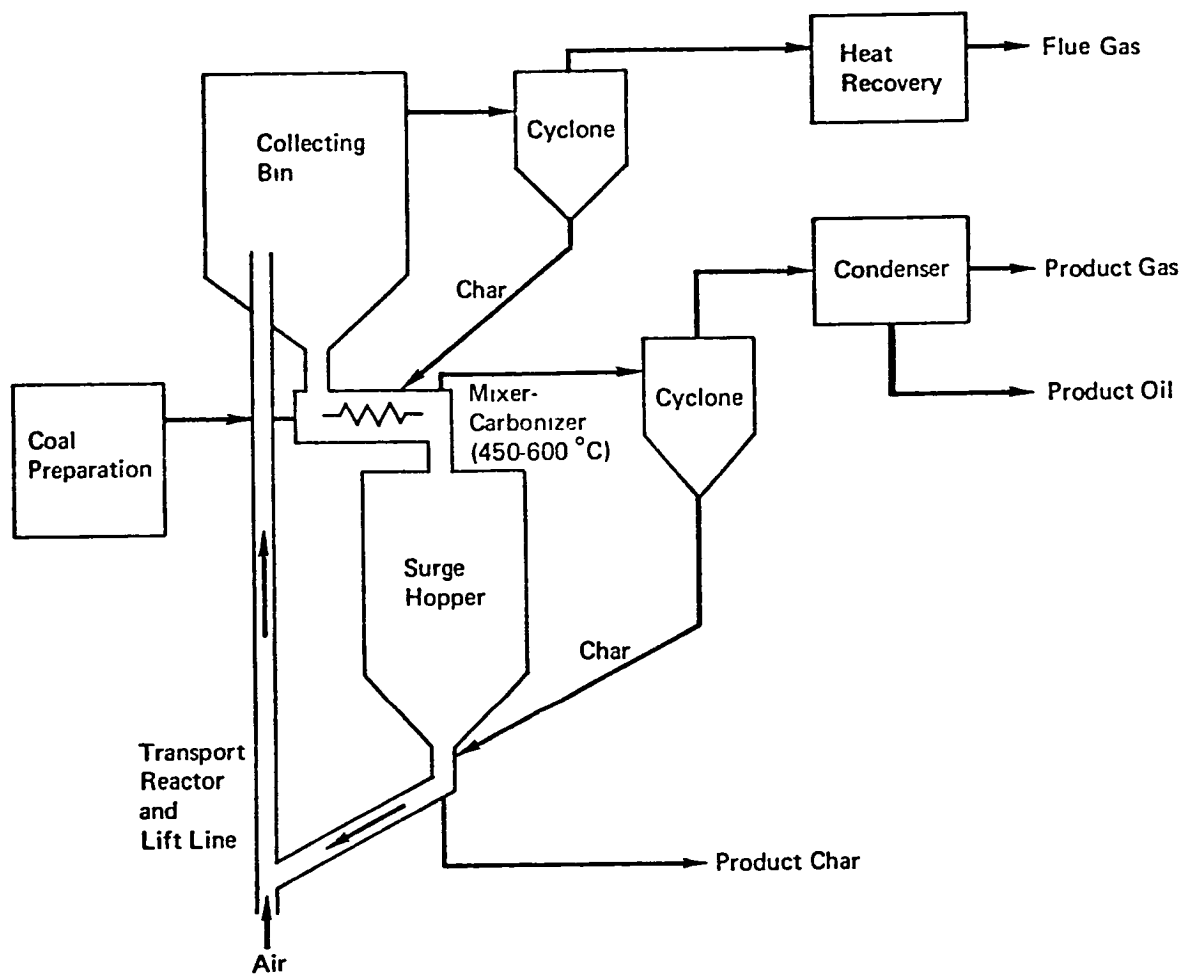 Heat
Recovery
Flue Gas
Collecting
Bin
Cyclone
Condenser
Product Gas
Char
Product Oil
Mixer-
Carbonizer
(450-600 °C)
Cyclone
Coal
Preparation
Surge
Hopper
Char
Transport
Reactor
and
Lift Line
Product Char
Air